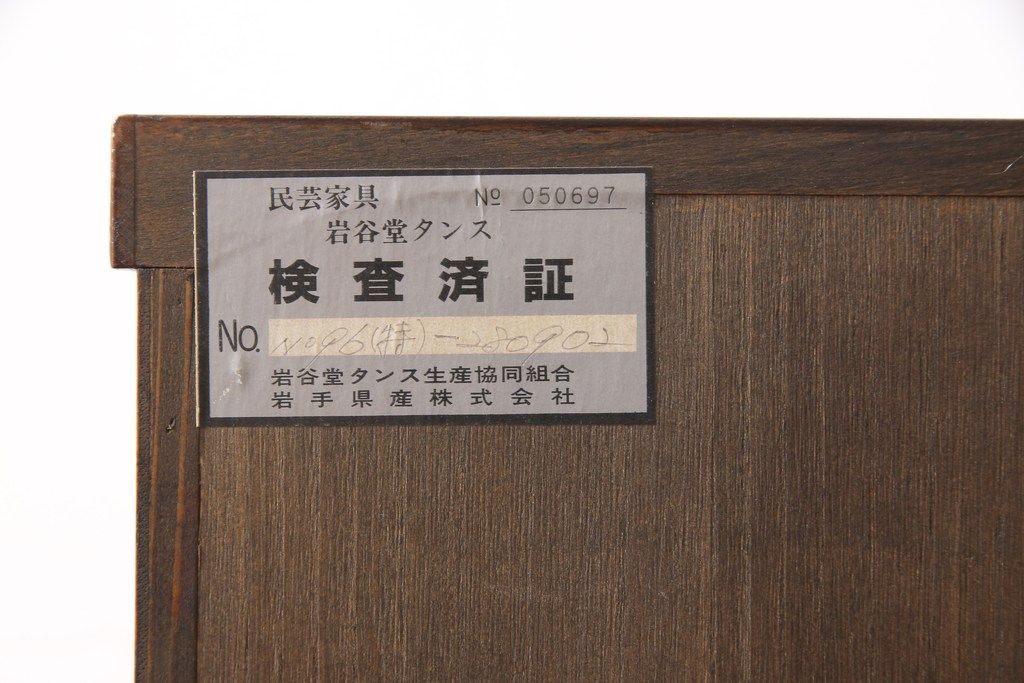 民芸家具 № 050697
岩谷堂タンス
検査済証
No. No96(特)-280902
岩谷堂タンス生産協同組合
岩手県産株式会社